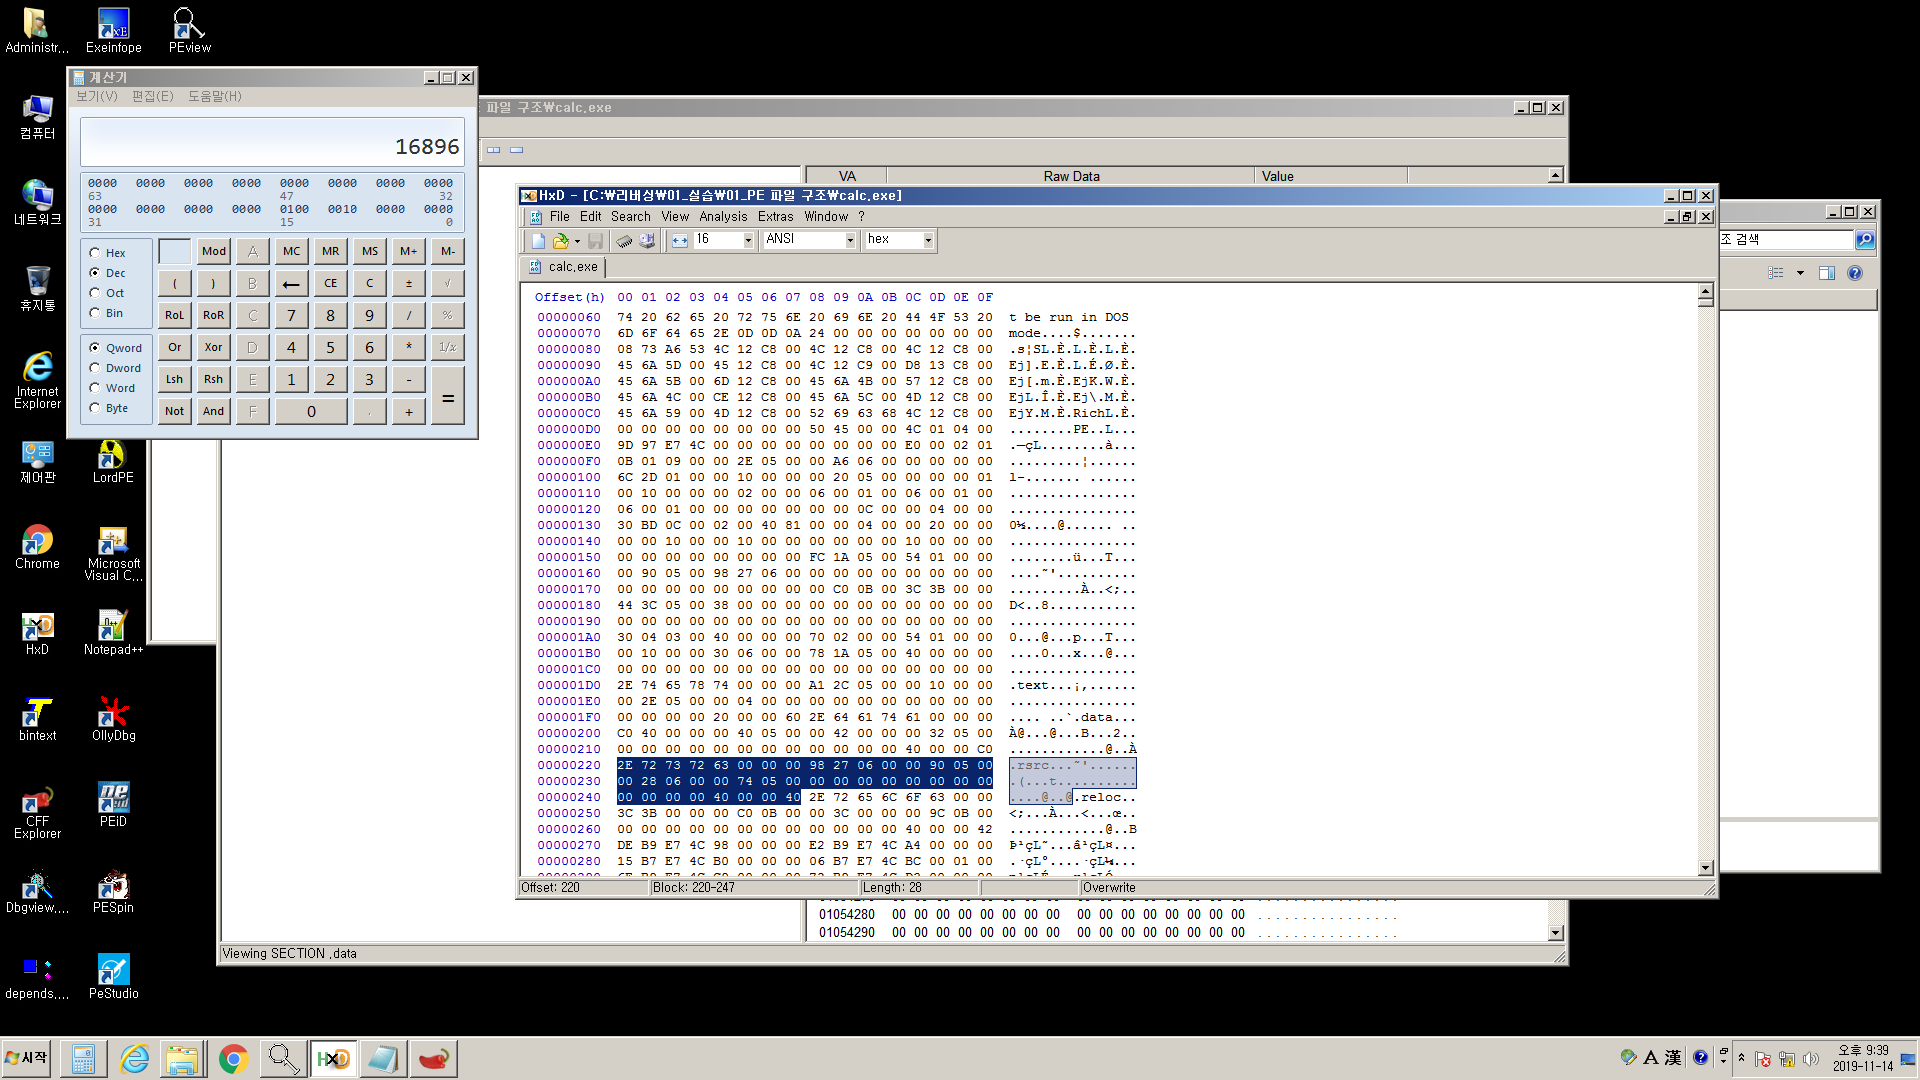 Administr,,,
Exeinfope
PEview
컴퓨터
네트워크
휴지통
Internet
Explorer
제어판
LordPE
Chrome
Microsoft
Visual C,,,
HxD
Notepad++
bintext
OllyDbg
CFF
Explorer
PEiD
Dbgview,,,
PESpin
depends,,,
PeStudio
계산기
보기(V) 편집(E) 도움말(H)
16896
0000 0000 0000 0000 0000 0000 0000 0000
63 47 32
0000 0000 0000 0000 0100 0010 0000 0000
31 15 0
Hex
Dec
Oct
Bin
Qword
Dword
Word
Byte
Mod A MC MR MS M+ M-
( ) B ← CE C ± √
RoL RoR C 7 8 9 / %
Or Xor D 4 5 6 * 1/x
Lsh Rsh E 1 2 3 - =
Not And F 0 . +
파일 구조₩calc,exe
VA Raw Data Value
조 검색
HxD - [C:₩리버싱₩01_실습₩01_PE 파일 구조₩calc,exe]
File Edit Search View Analysis Extras Window ?
16 ANSI hex
calc,exe
Offset(h) 00 01 02 03 04 05 06 07 08 09 0A 0B 0C 0D 0E 0F
00000060 74 20 62 65 20 72 75 6E 20 69 6E 20 44 4F 53 20 t be run in DOS
00000070 6D 6F 64 65 2E 0D 0D 0A 24 00 00 00 00 00 00 00 mode....$.......
00000080 08 73 A6 53 4C 12 C8 00 4C 12 C8 00 4C 12 C8 00 .s¦SL.È.L.È.L.È.
00000090 45 6A 5D 00 45 12 C8 00 4C 12 C9 00 D8 13 C8 00 Ej].E.È.L.É.Ø.È.
000000A0 45 6A 5B 00 6D 12 C8 00 45 6A 4B 00 57 12 C8 00 Ej[.m.È.EjK.W.È.
000000B0 45 6A 4C 00 CE 12 C8 00 45 6A 5C 00 4D 12 C8 00 EjL.Î.È.Ej\.M.È.
000000C0 45 6A 59 00 4D 12 C8 00 52 69 63 68 4C 12 C8 00 EjY.M.È.RichL.È.
000000D0 00 00 00 00 00 00 00 00 50 45 00 00 4C 01 04 00 ........PE..L...
000000E0 9D 97 E7 4C 00 00 00 00 00 00 00 00 E0 00 02 01 .—çL........à...
000000F0 0B 01 09 00 00 2E 05 00 00 A6 06 00 00 00 00 00 .........¦......
00000100 6C 2D 01 00 00 10 00 00 00 20 05 00 00 00 00 01 l-....... ......
00000110 00 10 00 00 00 02 00 00 06 00 01 00 06 00 01 00 ................
00000120 06 00 01 00 00 00 00 00 00 00 0C 00 00 04 00 00 ................
00000130 30 BD 0C 00 02 00 40 81 00 00 04 00 00 20 00 00 0½....@...... ..
00000140 00 00 10 00 00 10 00 00 00 00 00 00 10 00 00 00 ................
00000150 00 00 00 00 00 00 00 00 FC 1A 05 00 54 01 00 00 ........ü...T...
00000160 00 90 05 00 98 27 06 00 00 00 00 00 00 00 00 00 ....˜'..........
00000170 00 00 00 00 00 00 00 00 00 C0 0B 00 3C 3B 00 00 .........À..<;..
00000180 44 3C 05 00 38 00 00 00 00 00 00 00 00 00 00 00 D<..8...........
00000190 00 00 00 00 00 00 00 00 00 00 00 00 00 00 00 00 ................
000001A0 30 04 03 00 40 00 00 00 70 02 00 00 54 01 00 00 0...@...p...T...
000001B0 00 10 00 00 30 06 00 00 78 1A 05 00 40 00 00 00 ....0...x...@...
000001C0 00 00 00 00 00 00 00 00 00 00 00 00 00 00 00 00 ................
000001D0 2E 74 65 78 74 00 00 00 A1 2C 05 00 00 10 00 00 .text...¡,......
000001E0 00 2E 05 00 00 04 00 00 00 00 00 00 00 00 00 00 ................
000001F0 00 00 00 00 20 00 00 60 2E 64 61 74 61 00 00 00 .... ..`.data...
00000200 C0 40 00 00 00 40 05 00 00 42 00 00 00 32 05 00 À@...@...B...2..
00000210 00 00 00 00 00 00 00 00 00 00 00 00 40 00 00 C0 ............@..À
00000220 2E 72 73 72 63 00 00 00 98 27 06 00 00 90 05 00 .rsrc...˜'......
00000230 00 28 06 00 00 74 05 00 00 00 00 00 00 00 00 00 .(...t..........
00000240 00 00 00 00 40 00 00 40 2E 72 65 6C 6F 63 00 00 ....@..@.reloc..
00000250 3C 3B 00 00 00 C0 0B 00 00 3C 00 00 00 9C 0B 00 <;...À...<...œ..
00000260 00 00 00 00 00 00 00 00 00 00 00 00 40 00 00 42 ............@..B
00000270 DE B9 E7 4C 98 00 00 00 E2 B9 E7 4C A4 00 00 00 Þ¹çL˜...â¹çL¤...
00000280 15 B7 E7 4C B0 00 00 00 06 B7 E7 4C BC 00 01 00 .·çL°....·çL¼...
Offset: 220 Block: 220-247 Length: 28 Overwrite
01054280 00 00 00 00 00 00 00 00 00 00 00 00 00 00 00 00 ................
01054290 00 00 00 00 00 00 00 00 00 00 00 00 00 00 00 00 ................
Viewing SECTION ,data
시작
A 漢
오후 9:39
2019-11-14